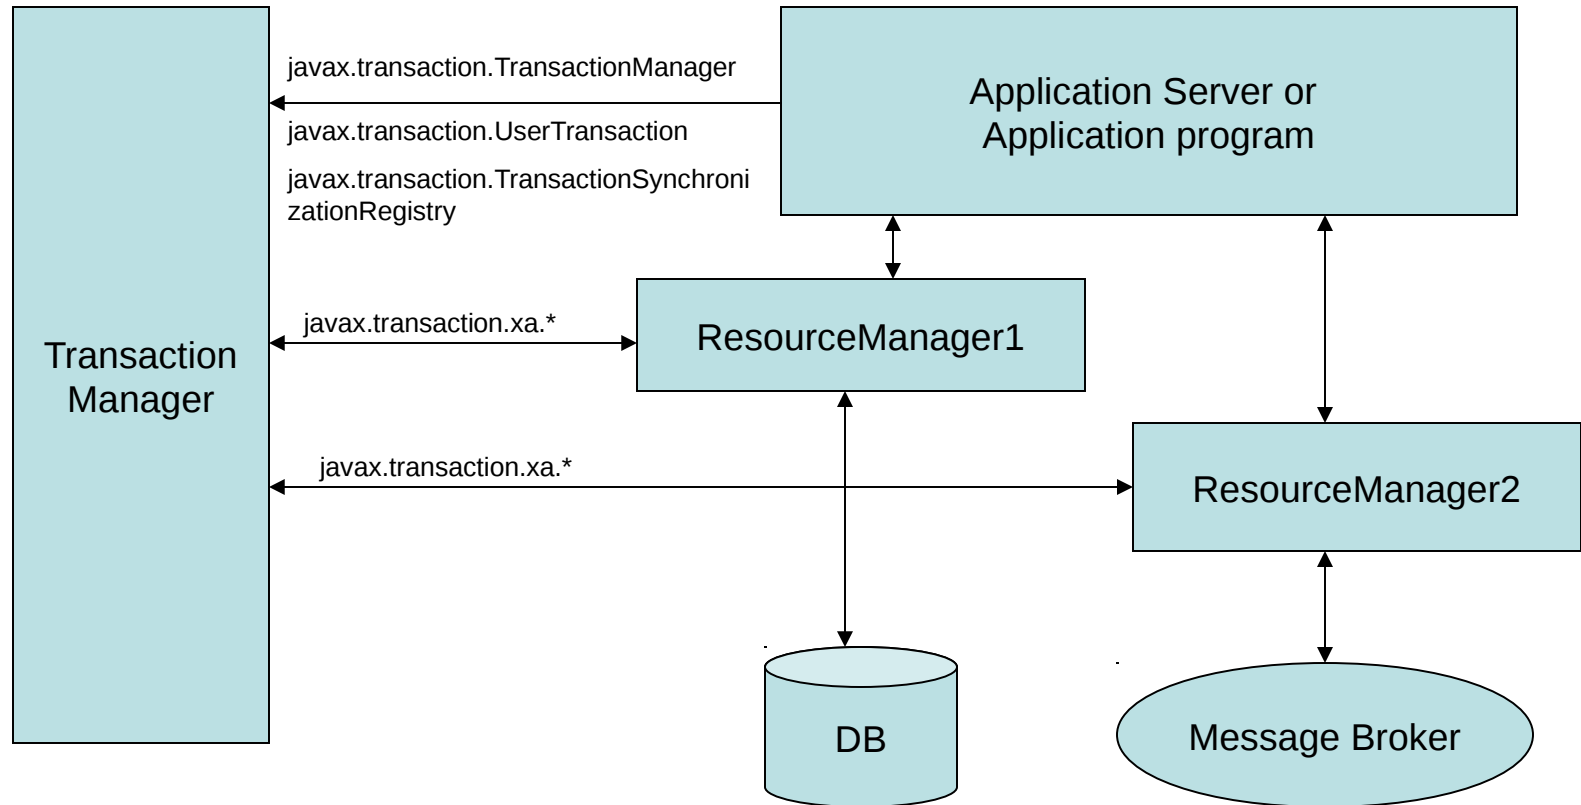 javax.transaction.TransactionManager
Application Server or
Application program
javax.transaction.UserTransaction
javax.transaction.TransactionSynchroni
zationRegistry
javax.transaction.xa.*
ResourceManager1
Transaction
Manager
javax.transaction.xa.*
ResourceManager2
DB
Message Broker